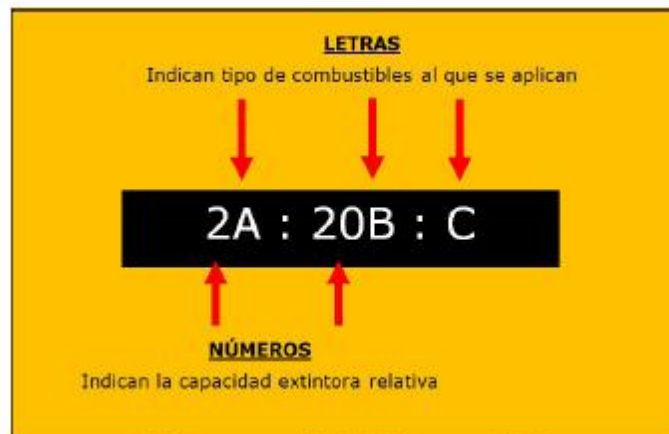 LETRAS
Indican tipo de combustibles al que se aplican
2A : 20B : C
NÚMEROS
Indican la capacidad extintora relativa